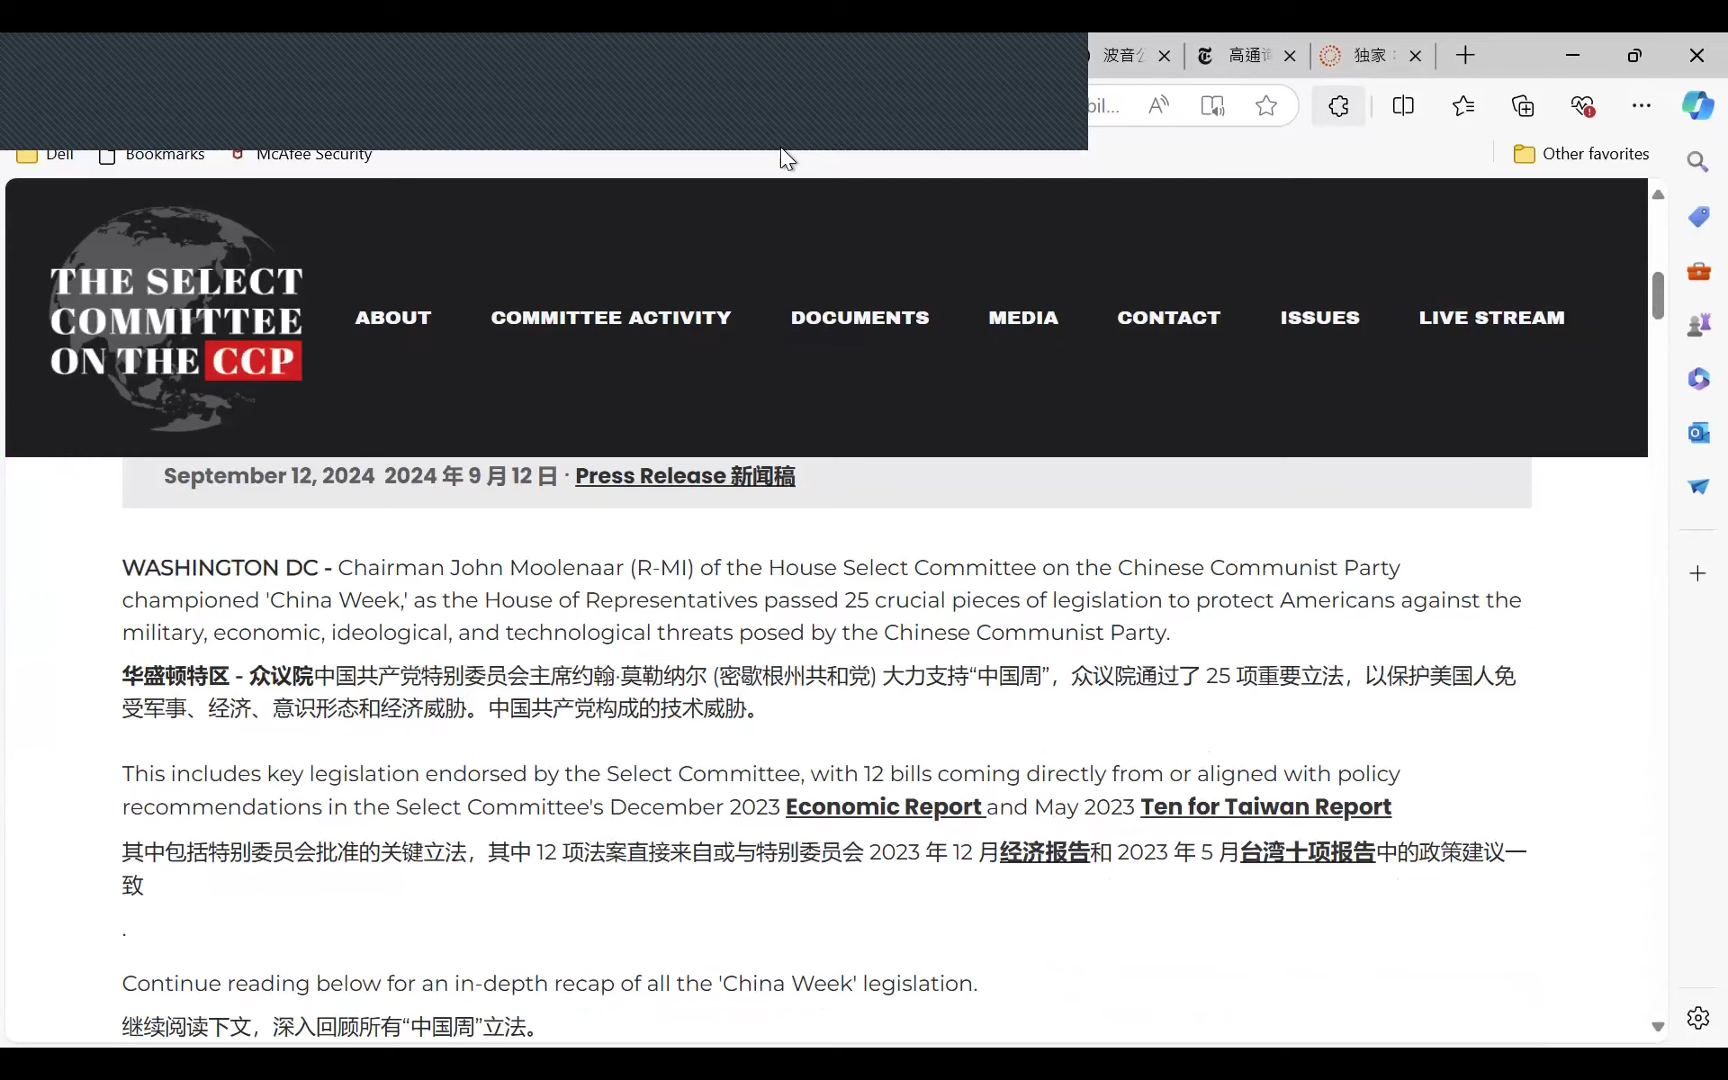 波音公
高通
独家
bil...
Dell
Bookmarks
McAfee Security
Other favorites
THE SELECT
COMMITTEE
ON THE CCP
ABOUT
COMMITTEE ACTIVITY
DOCUMENTS
MEDIA
CONTACT
ISSUES
LIVE STREAM
September 12, 2024 2024 年 9 月 12 日 · Press Release 新闻稿
WASHINGTON DC - Chairman John Moolenaar (R-MI) of the House Select Committee on the Chinese Communist Party
championed 'China Week,' as the House of Representatives passed 25 crucial pieces of legislation to protect Americans against the
military, economic, ideological, and technological threats posed by the Chinese Communist Party.
华盛顿特区 - 众议院中国共产党特别委员会主席约翰·莫勒纳尔 (密歇根州共和党) 大力支持“中国周”，众议院通过了 25 项重要立法，以保护美国人免
受军事、经济、意识形态和经济威胁。中国共产党构成的技术威胁。
This includes key legislation endorsed by the Select Committee, with 12 bills coming directly from or aligned with policy
recommendations in the Select Committee's December 2023 Economic Report and May 2023 Ten for Taiwan Report
其中包括特别委员会批准的关键立法，其中 12 项法案直接来自或与特别委员会 2023 年 12 月经济报告和 2023 年 5 月台湾十项报告中的政策建议一
致
.
Continue reading below for an in-depth recap of all the 'China Week' legislation.
继续阅读下文，深入回顾所有“中国周”立法。